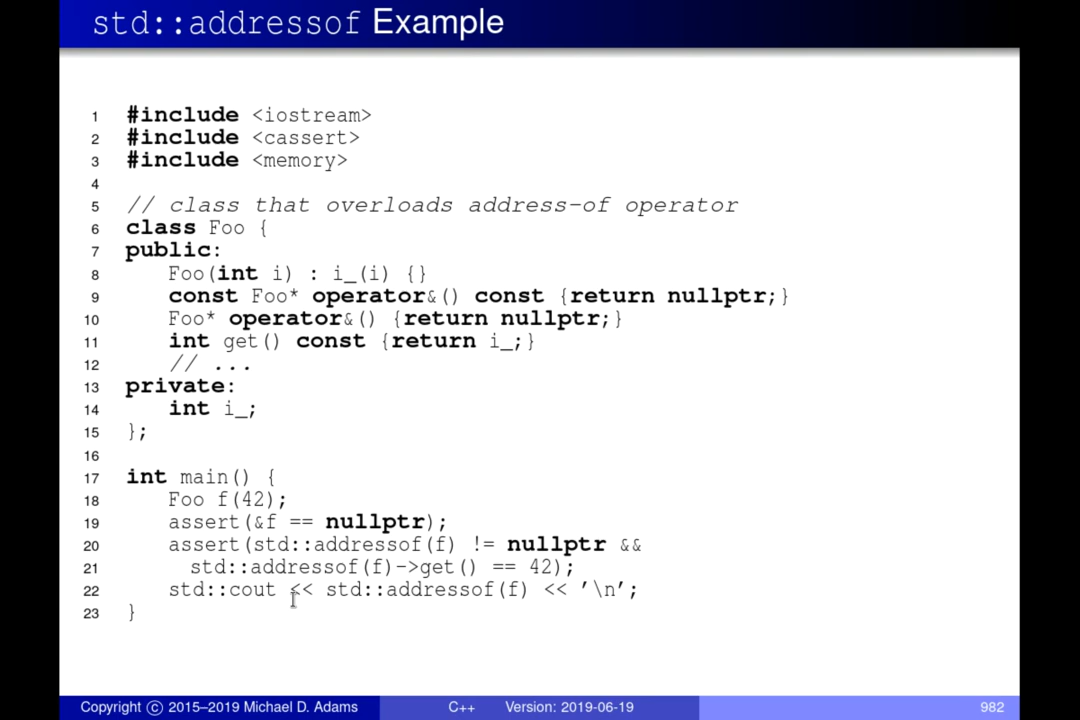 std::addressof Example
1 #include <iostream>
2 #include <cassert>
3 #include <memory>
4
5 // class that overloads address-of operator
6 class Foo {
7 public:
8 Foo(int i) : i_(i) {}
9 const Foo* operator&() const {return nullptr;}
10 Foo* operator&() {return nullptr;}
11 int get() const {return i_;}
12 // ...
13 private:
14 int i_;
15 };
16
17 int main() {
18 Foo f(42);
19 assert(&f == nullptr);
20 assert(std::addressof(f) != nullptr &&
21 std::addressof(f)->get() == 42);
22 std::cout << std::addressof(f) << '\n';
23 }
Copyright © 2015–2019 Michael D. Adams C++ Version: 2019-06-19 982